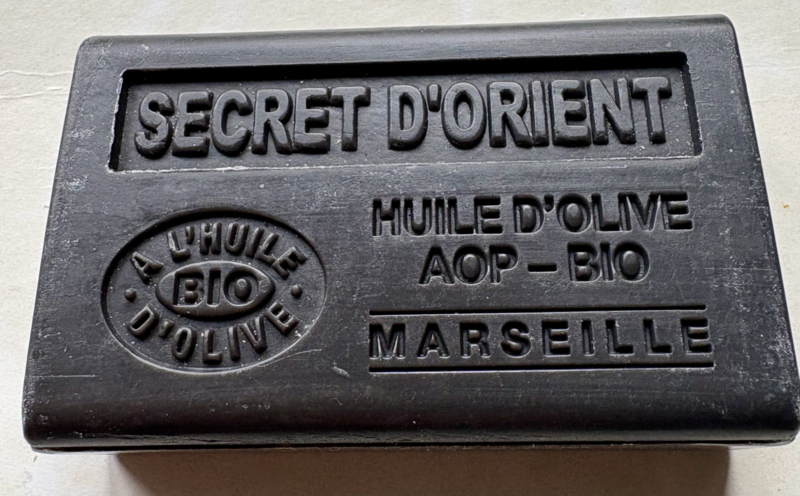 SECRET D'ORIENT
À L'HUILE
BIO
D'OLIVE
HUILE D'OLIVE
AOP – BIO
MARSEILLE